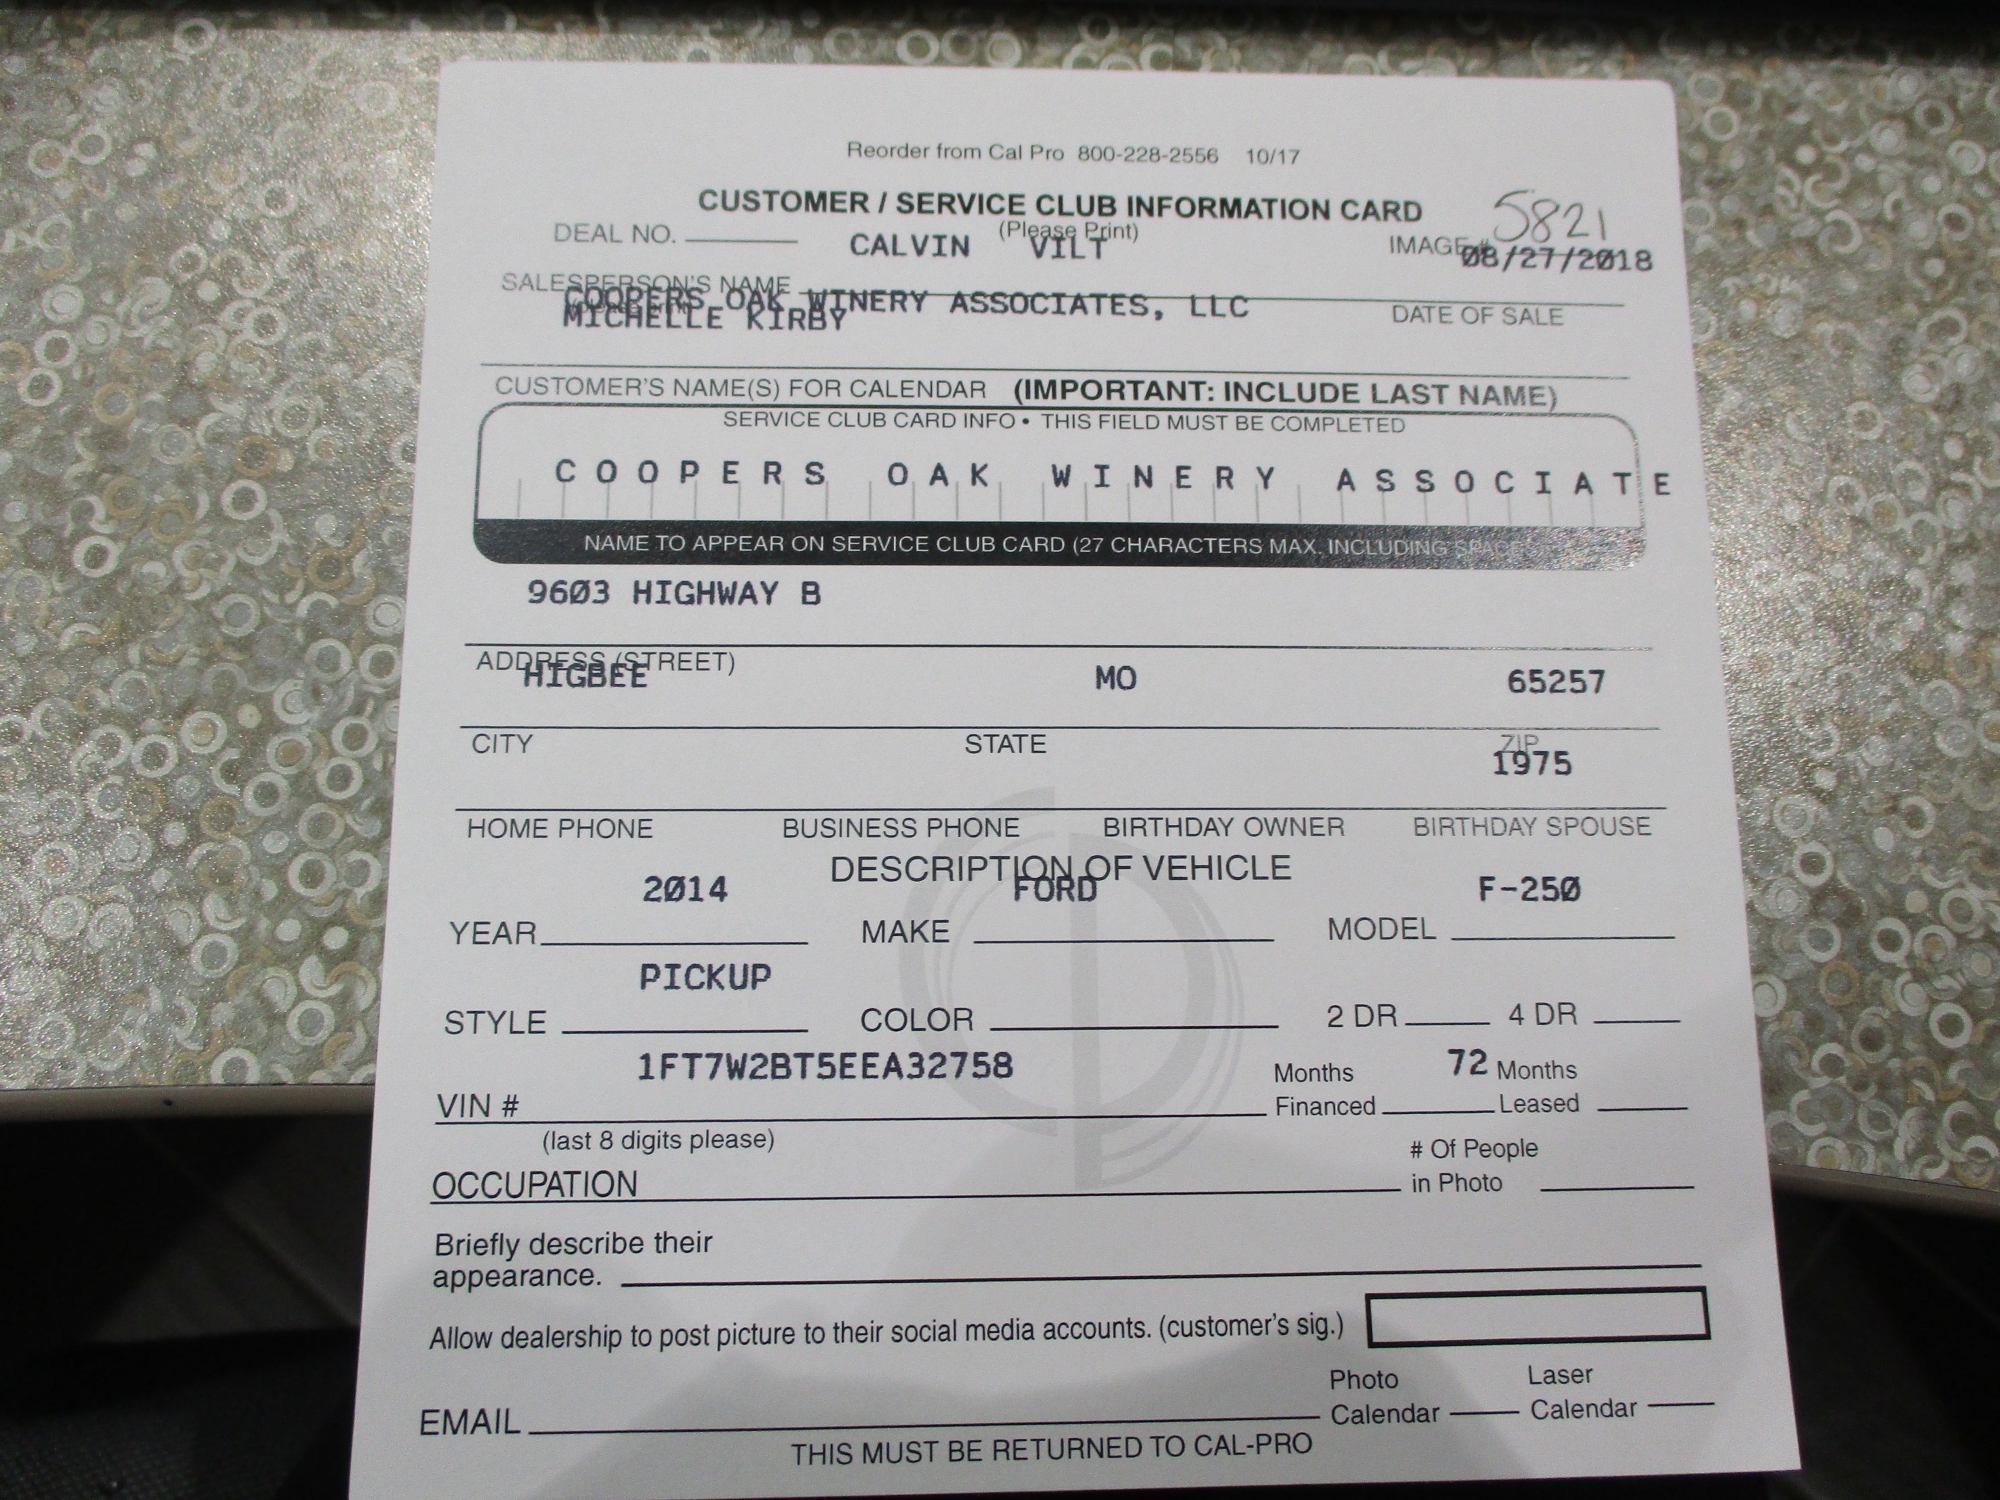 Reorder from Cal Pro 800-228-2556 10/17
CUSTOMER / SERVICE CLUB INFORMATION CARD
5821
(Please Print)
DEAL NO.
CALVIN VILT
IMAGE #
08/27/2018
SALESPERSON'S NAME
COOPERS OAK WINERY ASSOCIATES, LLC
MICHELLE KIRBY
DATE OF SALE
CUSTOMER'S NAME(S) FOR CALENDAR (IMPORTANT: INCLUDE LAST NAME)
SERVICE CLUB CARD INFO • THIS FIELD MUST BE COMPLETED
COOPERS OAK WINERY ASSOCIATE
NAME TO APPEAR ON SERVICE CLUB CARD (27 CHARACTERS MAX. INCLUDING SPACES)
9603 HIGHWAY B
ADDRESS (STREET)
HIGBEE MO 65257
CITY STATE ZIP
1975
HOME PHONE BUSINESS PHONE BIRTHDAY OWNER BIRTHDAY SPOUSE
DESCRIPTION OF VEHICLE
2014 FORD F-250
YEAR MAKE MODEL
PICKUP
STYLE COLOR 2 DR 4 DR
1FT7W2BT5EEA32758 72
VIN # Months Financed Months Leased
(last 8 digits please)
OCCUPATION # Of People in Photo
Briefly describe their
appearance.
Allow dealership to post picture to their social media accounts. (customer's sig.)
EMAIL Photo Calendar Laser Calendar
THIS MUST BE RETURNED TO CAL-PRO